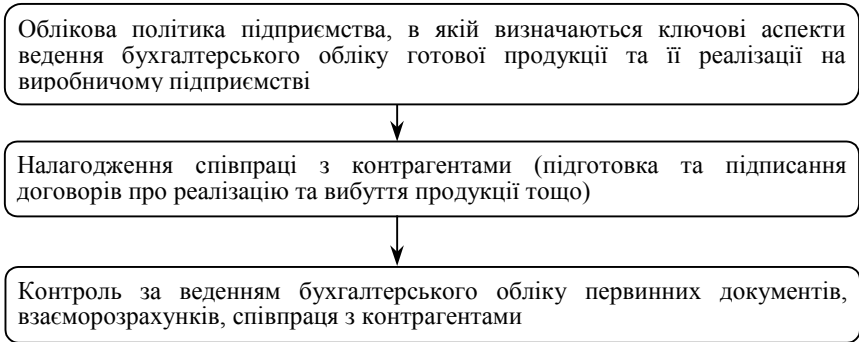 Облікова політика підприємства, в якій визначаються ключові аспекти
ведення бухгалтерського обліку готової продукції та її реалізації на
виробничому підприємстві
Налагодження співпраці з контрагентами (підготовка та підписання
договорів про реалізацію та вибуття продукції тощо)
Контроль за веденням бухгалтерського обліку первинних документів,
взаєморозрахунків, співпраця з контрагентами